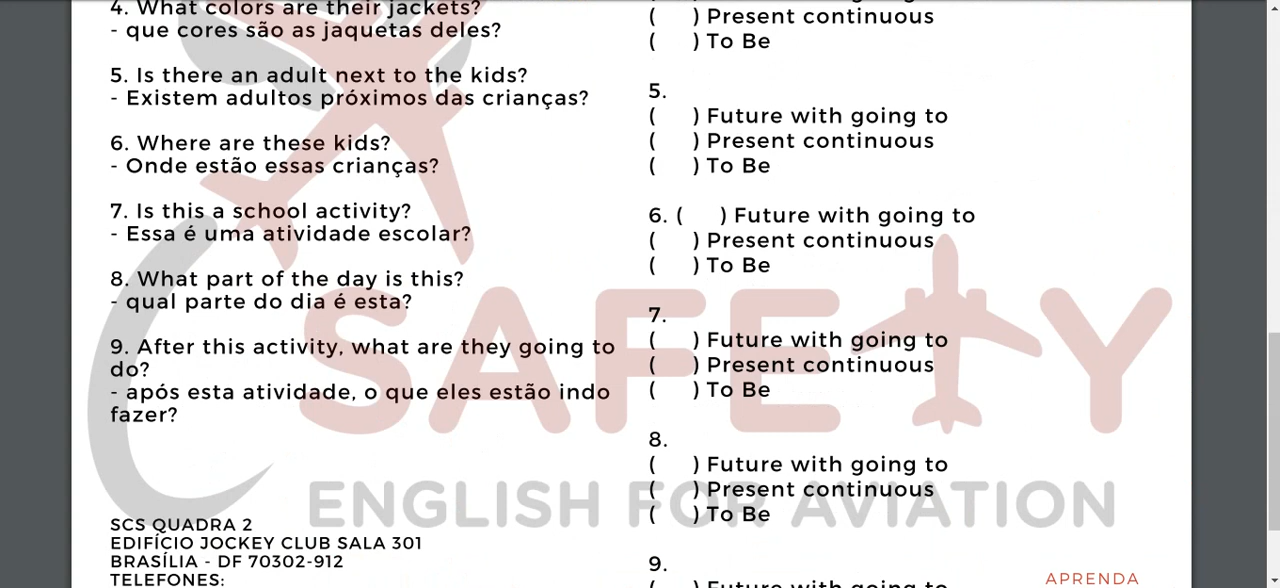 4. What colors are their jackets?
- que cores são as jaquetas deles?
5. Is there an adult next to the kids?
- Existem adultos próximos das crianças?
6. Where are these kids?
- Onde estão essas crianças?
7. Is this a school activity?
- Essa é uma atividade escolar?
8. What part of the day is this?
- qual parte do dia é esta?
9. After this activity, what are they going to
do?
- após esta atividade, o que eles estão indo
fazer?
SCS QUADRA 2
EDIFÍCIO JOCKEY CLUB SALA 301
BRASÍLIA - DF 70302-912
TELEFONES:
( ) Present continuous
( ) To Be
5.
( ) Future with going to
( ) Present continuous
( ) To Be
6. ( ) Future with going to
( ) Present continuous
( ) To Be
7.
( ) Future with going to
( ) Present continuous
( ) To Be
8.
( ) Future with going to
( ) Present continuous
( ) To Be
9.
( ) Future with going to
APRENDA
SAFETY
ENGLISH FOR AVIATION